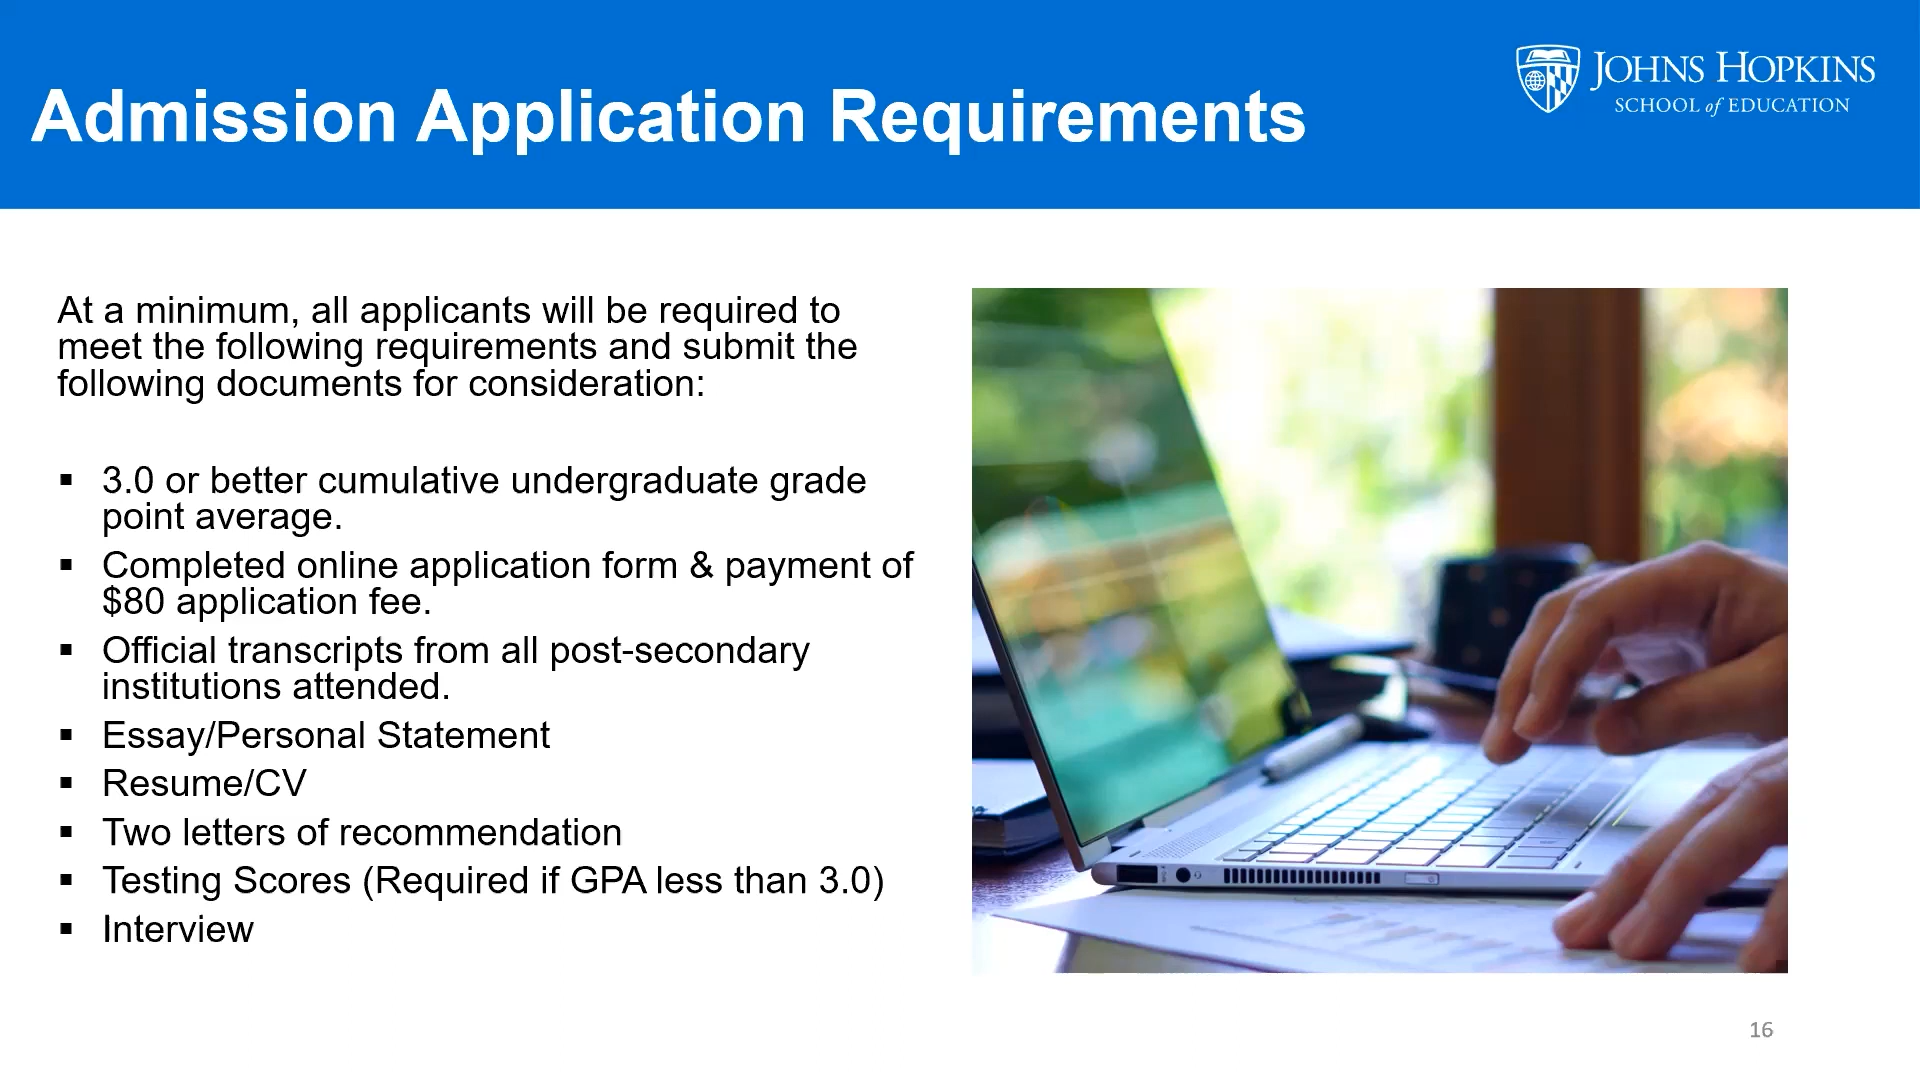 Admission Application Requirements
JOHNS HOPKINS
SCHOOL of EDUCATION
At a minimum, all applicants will be required to
meet the following requirements and submit the
following documents for consideration:
▪ 3.0 or better cumulative undergraduate grade
point average.
▪ Completed online application form & payment of
$80 application fee.
▪ Official transcripts from all post-secondary
institutions attended.
▪ Essay/Personal Statement
▪ Resume/CV
▪ Two letters of recommendation
▪ Testing Scores (Required if GPA less than 3.0)
▪ Interview
16